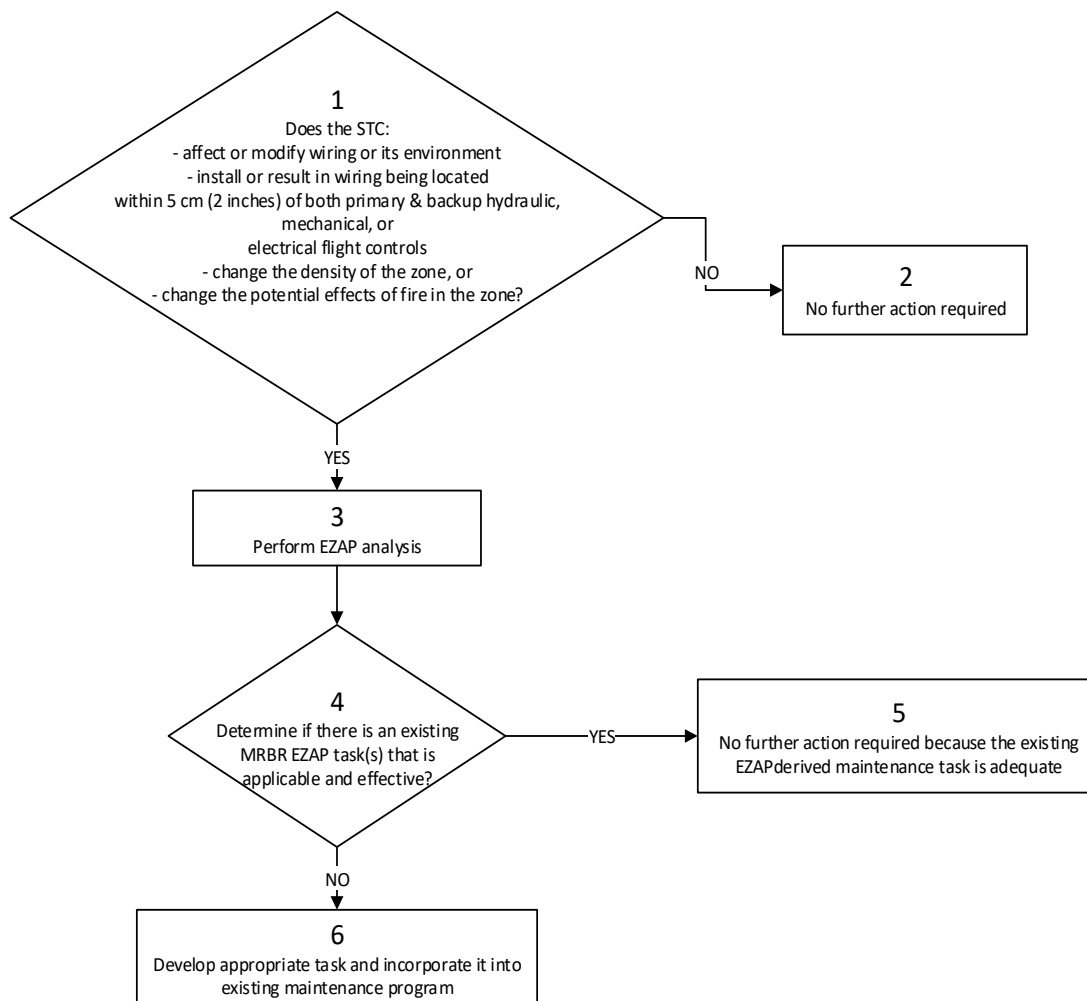 1
Does the STC:
- affect or modify wiring or its environment
- install or result in wiring being located
within 5 cm (2 inches) of both primary & backup hydraulic,
mechanical, or
electrical flight controls
- change the density of the zone, or
- change the potential effects of fire in the zone?
NO
2
No further action required
YES
3
Perform EZAP analysis
4
Determine if there is an existing
MRBR EZAP task(s) that is
applicable and effective?
YES
5
No further action required because the existing
EZAPderived maintenance task is adequate
NO
6
Develop appropriate task and incorporate it into
existing maintenance program